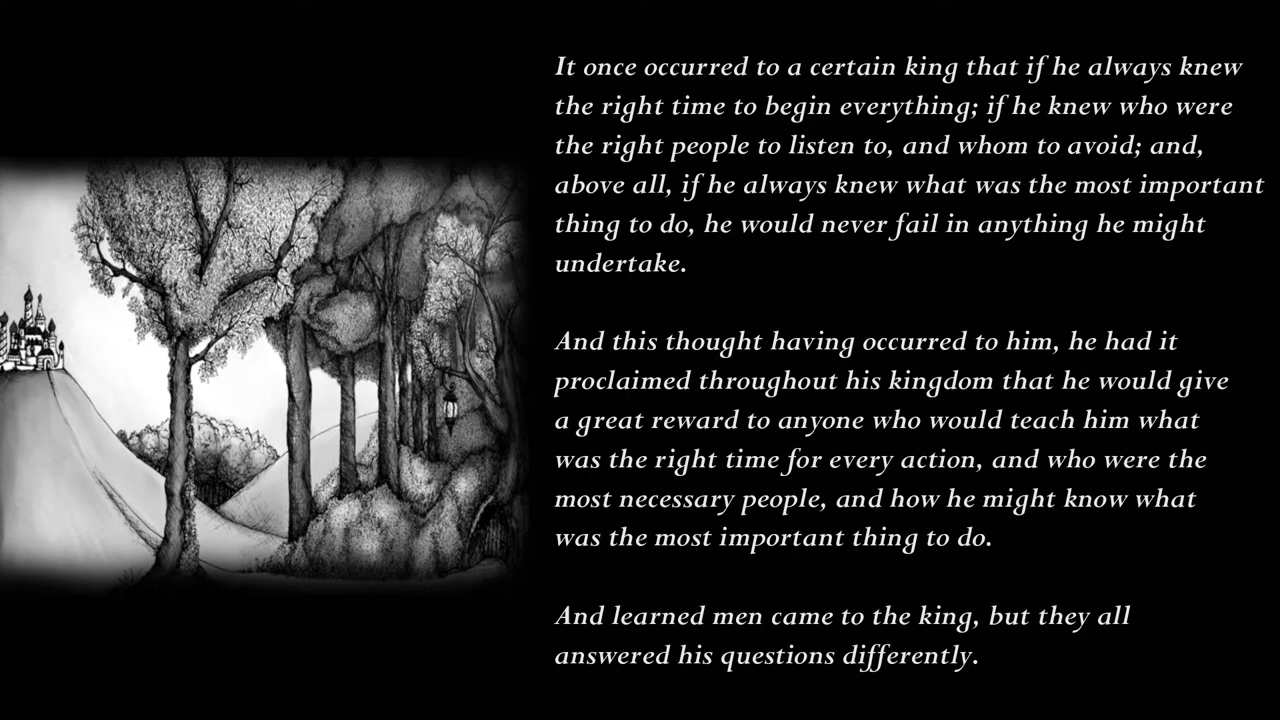 It once occurred to a certain king that if he always knew
the right time to begin everything; if he knew who were
the right people to listen to, and whom to avoid; and,
above all, if he always knew what was the most important
thing to do, he would never fail in anything he might
undertake.
And this thought having occurred to him, he had it
proclaimed throughout his kingdom that he would give
a great reward to anyone who would teach him what
was the right time for every action, and who were the
most necessary people, and how he might know what
was the most important thing to do.
And learned men came to the king, but they all
answered his questions differently.